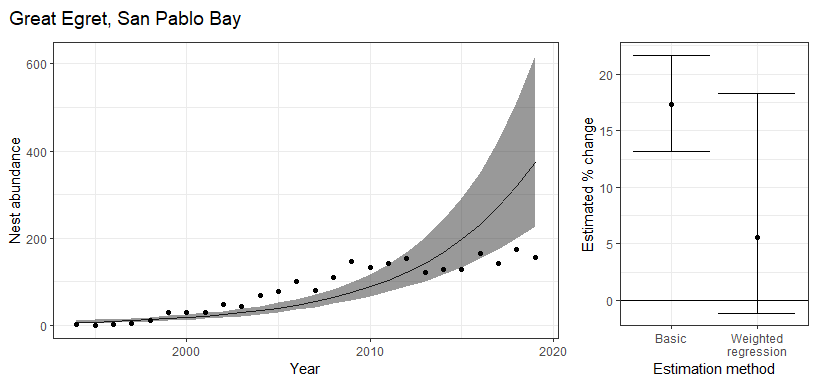 Great Egret, San Pablo Bay
Nest abundance
600
400
200
0
2000
2010
2020
Year
Estimated % change
20
15
10
5
0
Basic
Weighted
regression
Estimation method